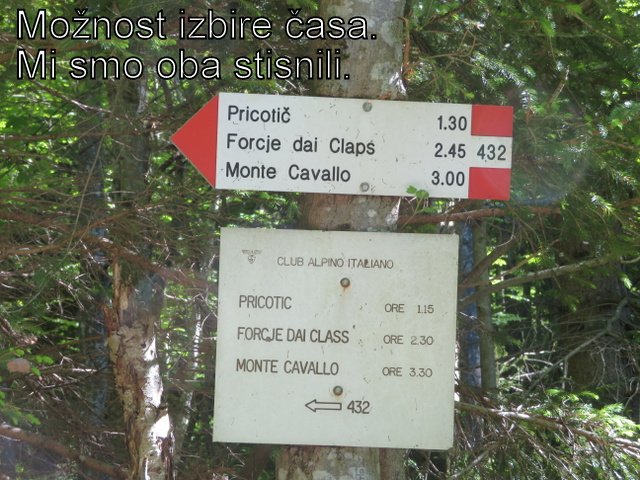 Možnost izbire časa.
Mi smo oba stisnili.
Pricotič 1.30
Forcje dai Claps 2.45 432
Monte Cavallo 3.00
CLUB ALPINO ITALIANO
PRICOTIC ORE 1.15
FORCJE DAI CLASS ORE 2.30
MONTE CAVALLO ORE 3.30
432